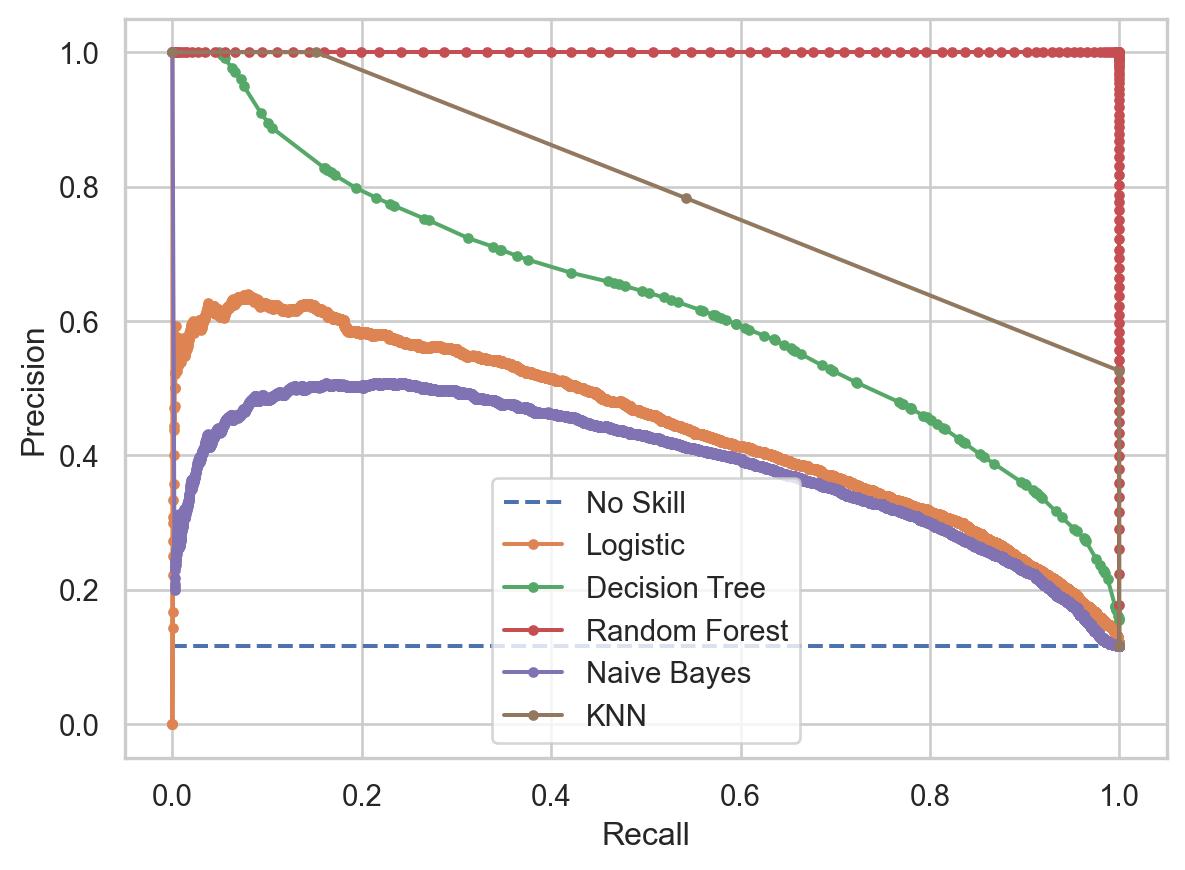 1.0
0.8
0.6
0.4
0.2
0.0
Precision
No Skill
Logistic
Decision Tree
Random Forest
Naive Bayes
KNN
0.0 0.2 0.4 0.6 0.8 1.0
Recall